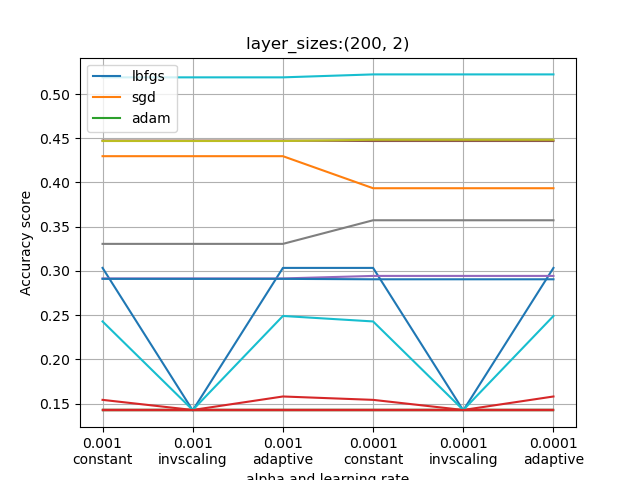 layer_sizes:(200, 2)
lbfgs
sgd
adam
Accuracy score
0.50
0.45
0.40
0.35
0.30
0.25
0.20
0.15
0.001 0.001 0.001 0.0001 0.0001 0.0001
constant invscaling adaptive constant invscaling adaptive
alpha and learning rate